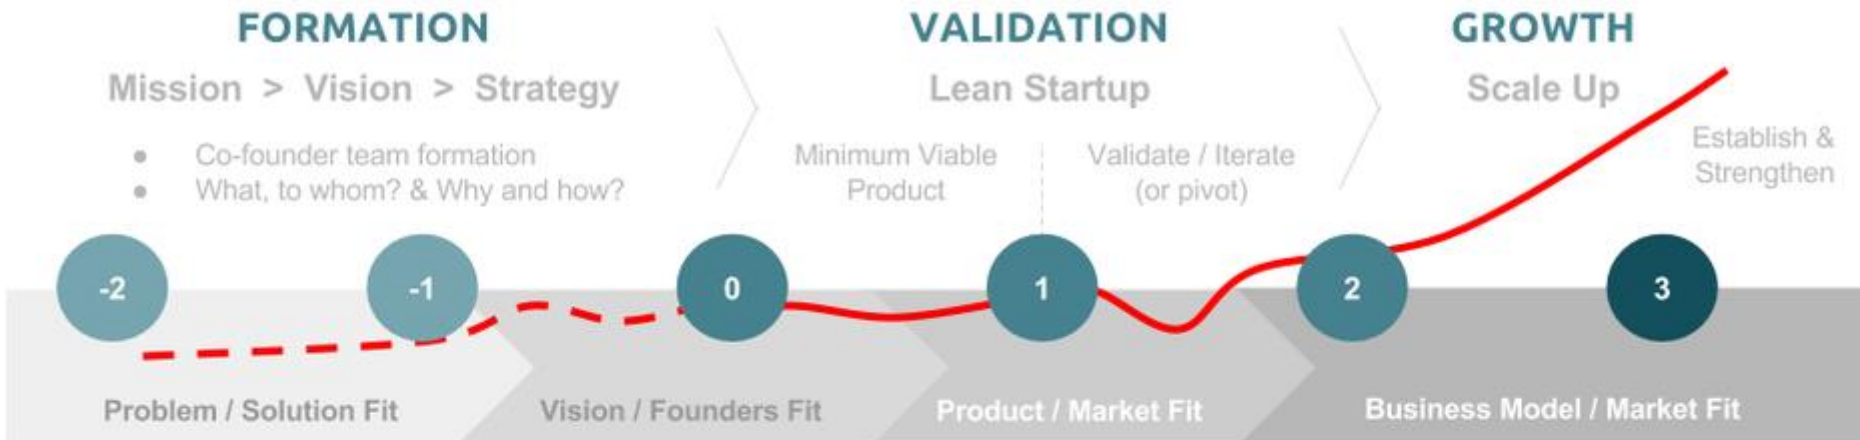 FORMATION
Mission > Vision > Strategy
● Co-founder team formation
● What, to whom? & Why and how?
VALIDATION
Lean Startup
Minimum Viable
Product
Validate / Iterate
(or pivot)
GROWTH
Scale Up
Establish &
Strengthen
-2
-1
0
1
2
3
Problem / Solution Fit
Vision / Founders Fit
Product / Market Fit
Business Model / Market Fit